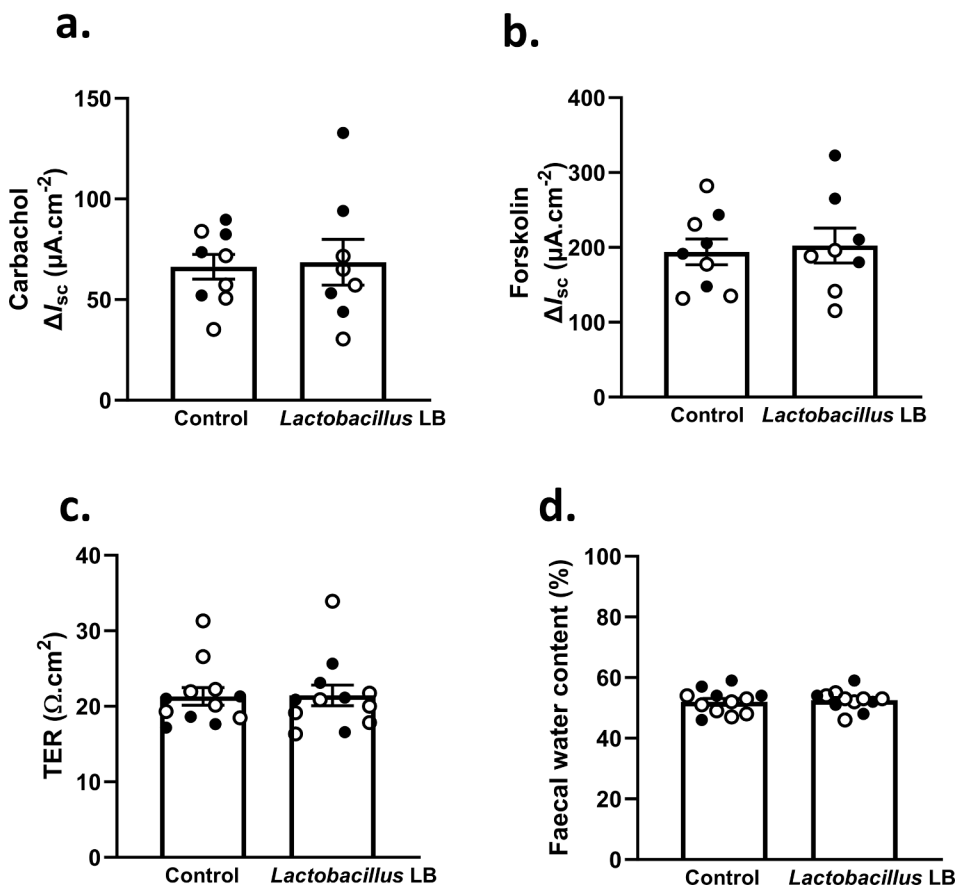 a.
Carbachol
ΔIsc (µA.cm-2)
150
100
50
0
Control
Lactobacillus LB
b.
Forskolin
ΔIsc (µA.cm-2)
400
300
200
100
0
Control
Lactobacillus LB
c.
TER (Ω.cm2)
40
30
20
10
0
Control
Lactobacillus LB
d.
Faecal water content (%)
100
80
60
40
20
0
Control
Lactobacillus LB